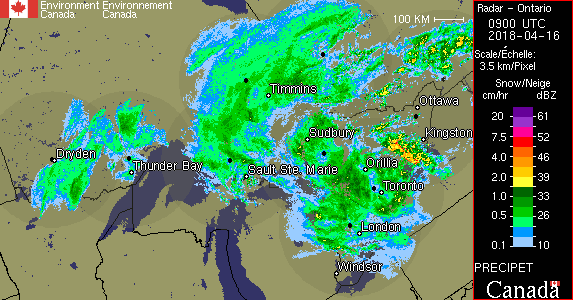 Environment Environnement
Canada Canada
100 KM
Timmins
Ottawa
Sudbury
Kingston
Dryden
Thunder Bay
Sault Ste. Marie
Orillia
Toronto
London
Windsor
Radar - Ontario
0900 UTC
2018-04-16
Scale/Échelle:
3.5 km/Pixel
Snow/Neige
cm/hr dBZ
20 61
7.5 52
4.0 46
2.0 39
1.0 33
0.5 26
0.1 10
PRECIPET
Canada